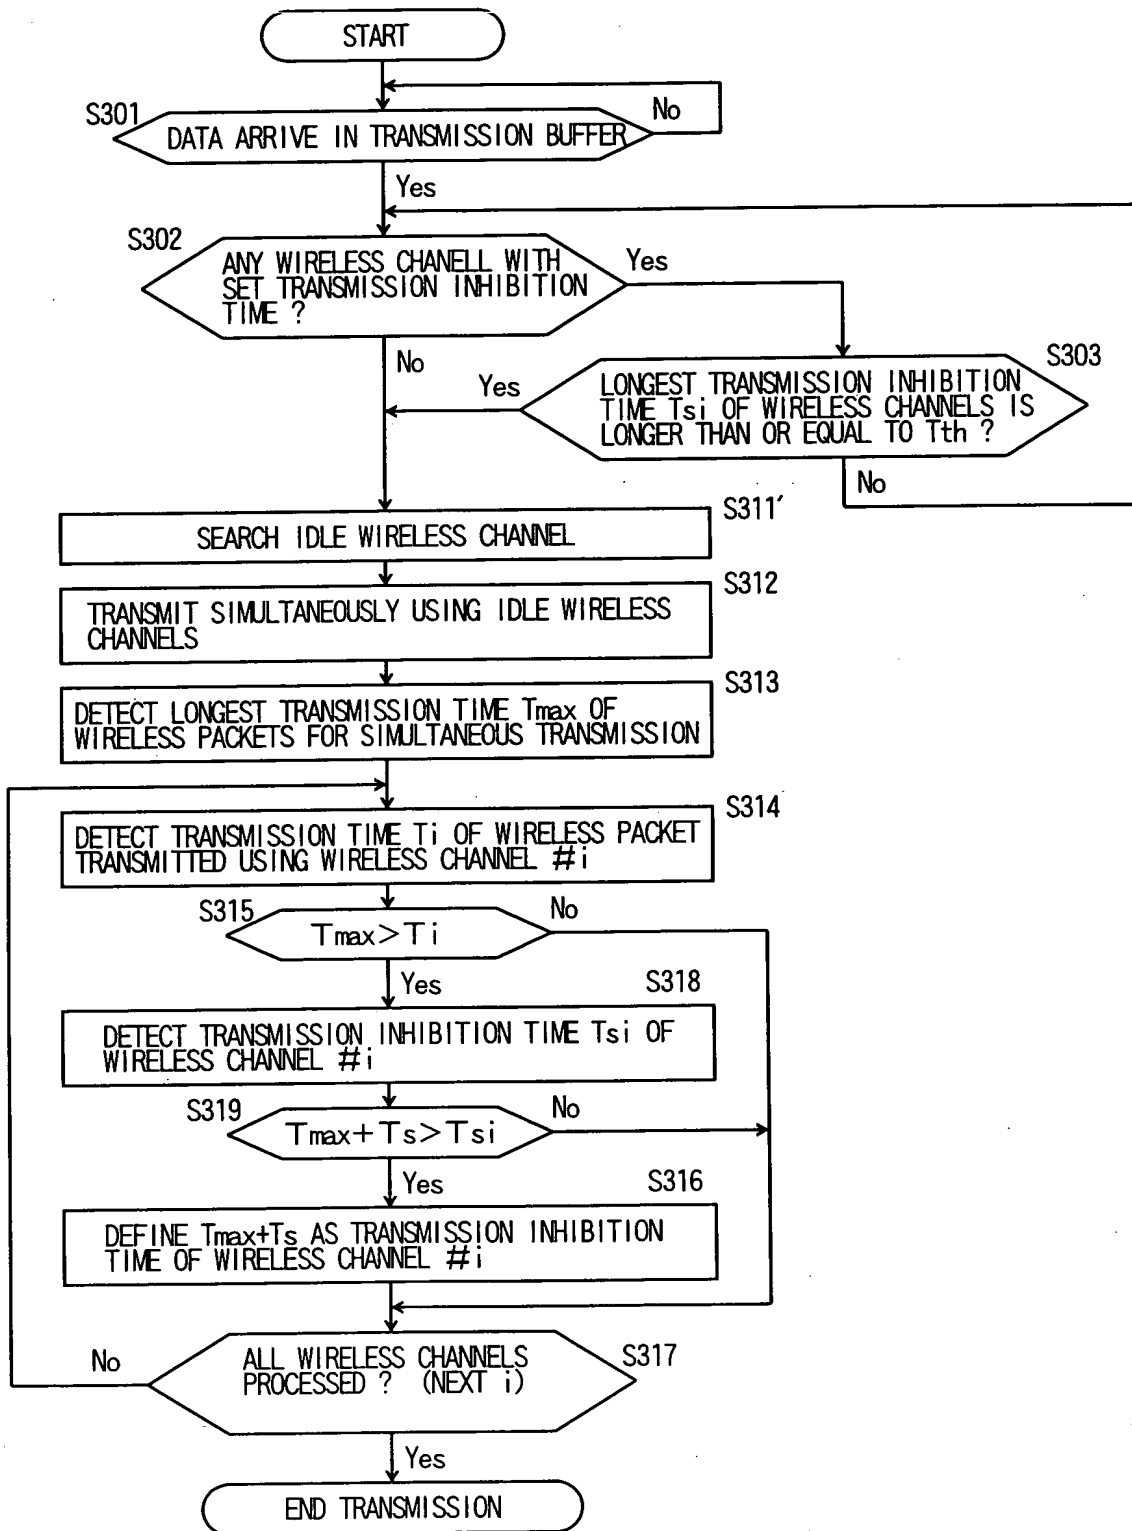 START
S301
DATA ARRIVE IN TRANSMISSION BUFFER
No
Yes
S302
ANY WIRELESS CHANELL WITH
SET TRANSMISSION INHIBITION
TIME ?
Yes
No
S303
LONGEST TRANSMISSION INHIBITION
TIME Tsi OF WIRELESS CHANNELS IS
LONGER THAN OR EQUAL TO Tth ?
Yes
No
S311'
SEARCH IDLE WIRELESS CHANNEL
S312
TRANSMIT SIMULTANEOUSLY USING IDLE WIRELESS
CHANNELS
S313
DETECT LONGEST TRANSMISSION TIME Tmax OF
WIRELESS PACKETS FOR SIMULTANEOUS TRANSMISSION
S314
DETECT TRANSMISSION TIME Ti OF WIRELESS PACKET
TRANSMITTED USING WIRELESS CHANNEL #i
S315
Tmax>Ti
No
Yes
S318
DETECT TRANSMISSION INHIBITION TIME Tsi OF
WIRELESS CHANNEL #i
S319
Tmax+Ts>Tsi
No
Yes
S316
DEFINE Tmax+Ts AS TRANSMISSION INHIBITION
TIME OF WIRELESS CHANNEL #i
S317
ALL WIRELESS CHANNELS
PROCESSED ? (NEXT i)
No
Yes
END TRANSMISSION